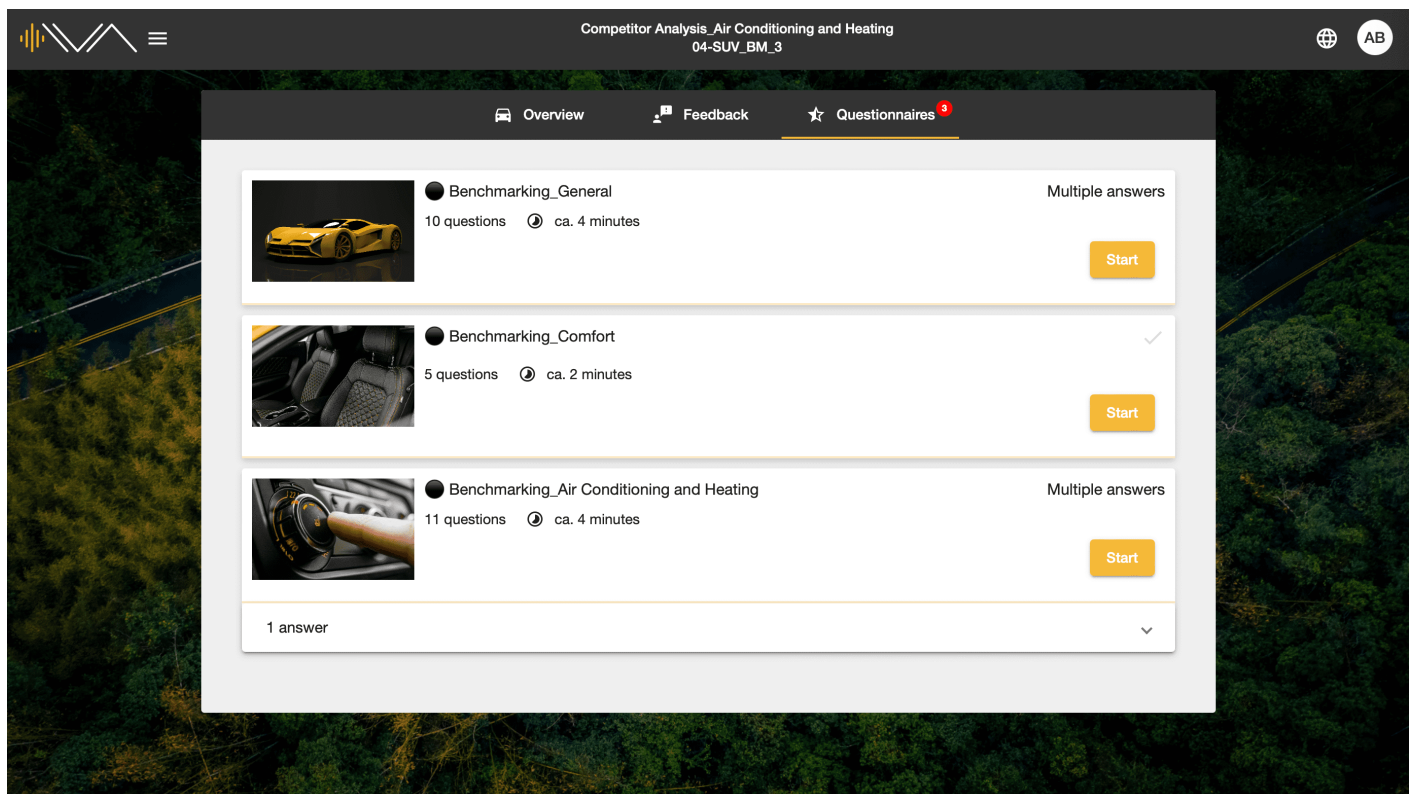 Competitor Analysis_Air Conditioning and Heating
04-SUV_BM_3
AB
Overview
Feedback
Questionnaires 3
Benchmarking_General
Multiple answers
10 questions ca. 4 minutes
Start
Benchmarking_Comfort
5 questions ca. 2 minutes
Start
Benchmarking_Air Conditioning and Heating
Multiple answers
11 questions ca. 4 minutes
Start
1 answer